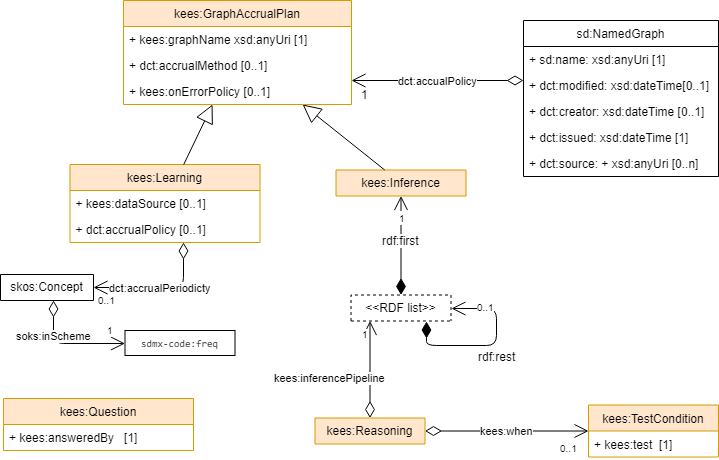 kees:GraphAccrualPlan
+ kees:graphName xsd:anyUri [1]
+ dct:accrualMethod [0..1]
+ kees:onErrorPolicy [0..1]
sd:NamedGraph
+ sd:name: xsd:anyUri [1]
+ dct:modified: xsd:dateTime[0..1]
+ dct:creator: xsd:dateTime [0..1]
+ dct:issued: xsd:dateTime [1]
+ dct:source: + xsd:anyUri [0..n]
dct:accualPolicy
1
kees:Learning
+ kees:dataSource [0..1]
+ dct:accrualPolicy [0..1]
kees:Inference
1
rdf:first
skos:Concept
dct:accrualPeriodicty
0..1
<<RDF list>>
0..1
soks:inScheme
1
sdmx-code:freq
1
rdf:rest
kees:inferencePipeline
kees:Question
+ kees:answeredBy [1]
kees:Reasoning
kees:when
0..1
kees:TestCondition
+ kees:test [1]